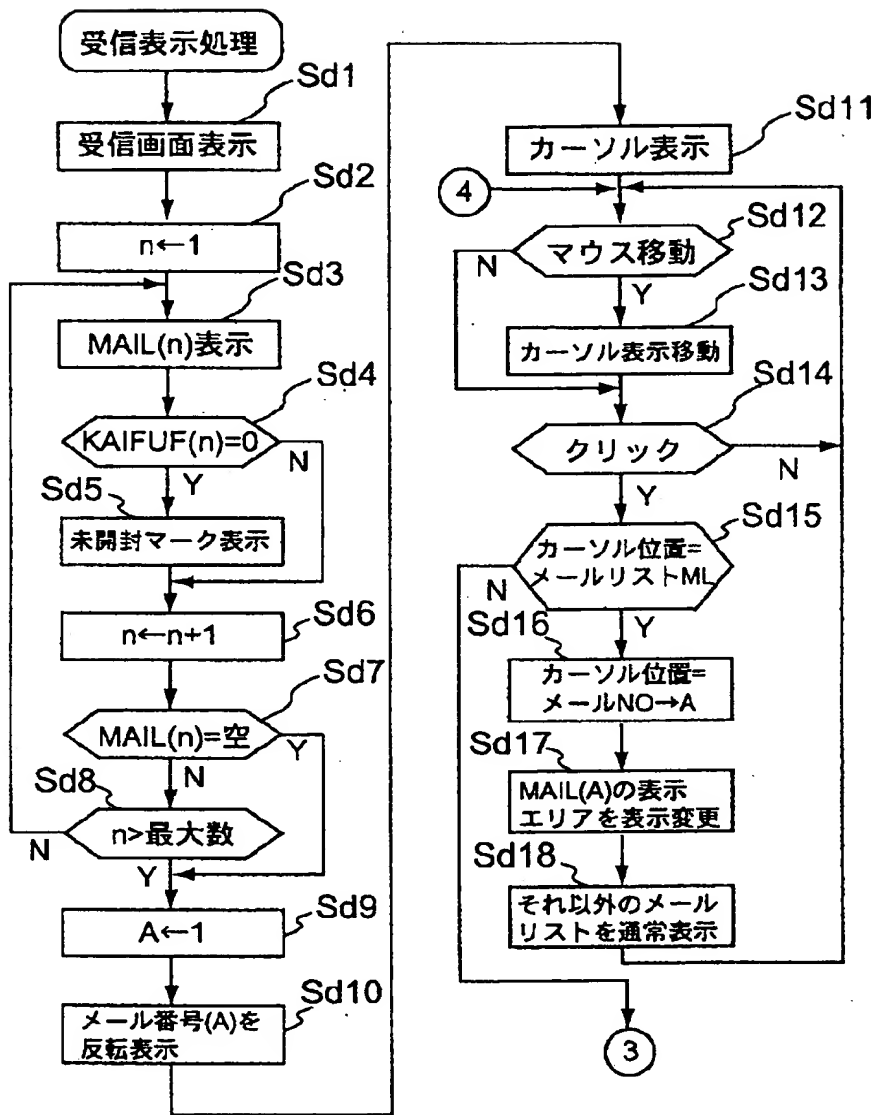 受信表示処理
Sd1
受信画面表示
Sd2
n←1
Sd3
MAIL(n)表示
Sd4
KAIFUF(n)=0
N
Y
Sd5
未開封マーク表示
Sd6
n←n+1
Sd7
MAIL(n)=空
Y
N
Sd8
n>最大数
N
Y
Sd9
A←1
Sd10
メール番号(A)を
反転表示
Sd11
カーソル表示
4
Sd12
マウス移動
N
Y
Sd13
カーソル表示移動
Sd14
クリック
N
Y
Sd15
カーソル位置=
メールリストML
N
Y
Sd16
カーソル位置=
メールNO→A
Sd17
MAIL(A)の表示
エリアを表示変更
Sd18
それ以外のメール
リストを通常表示
3